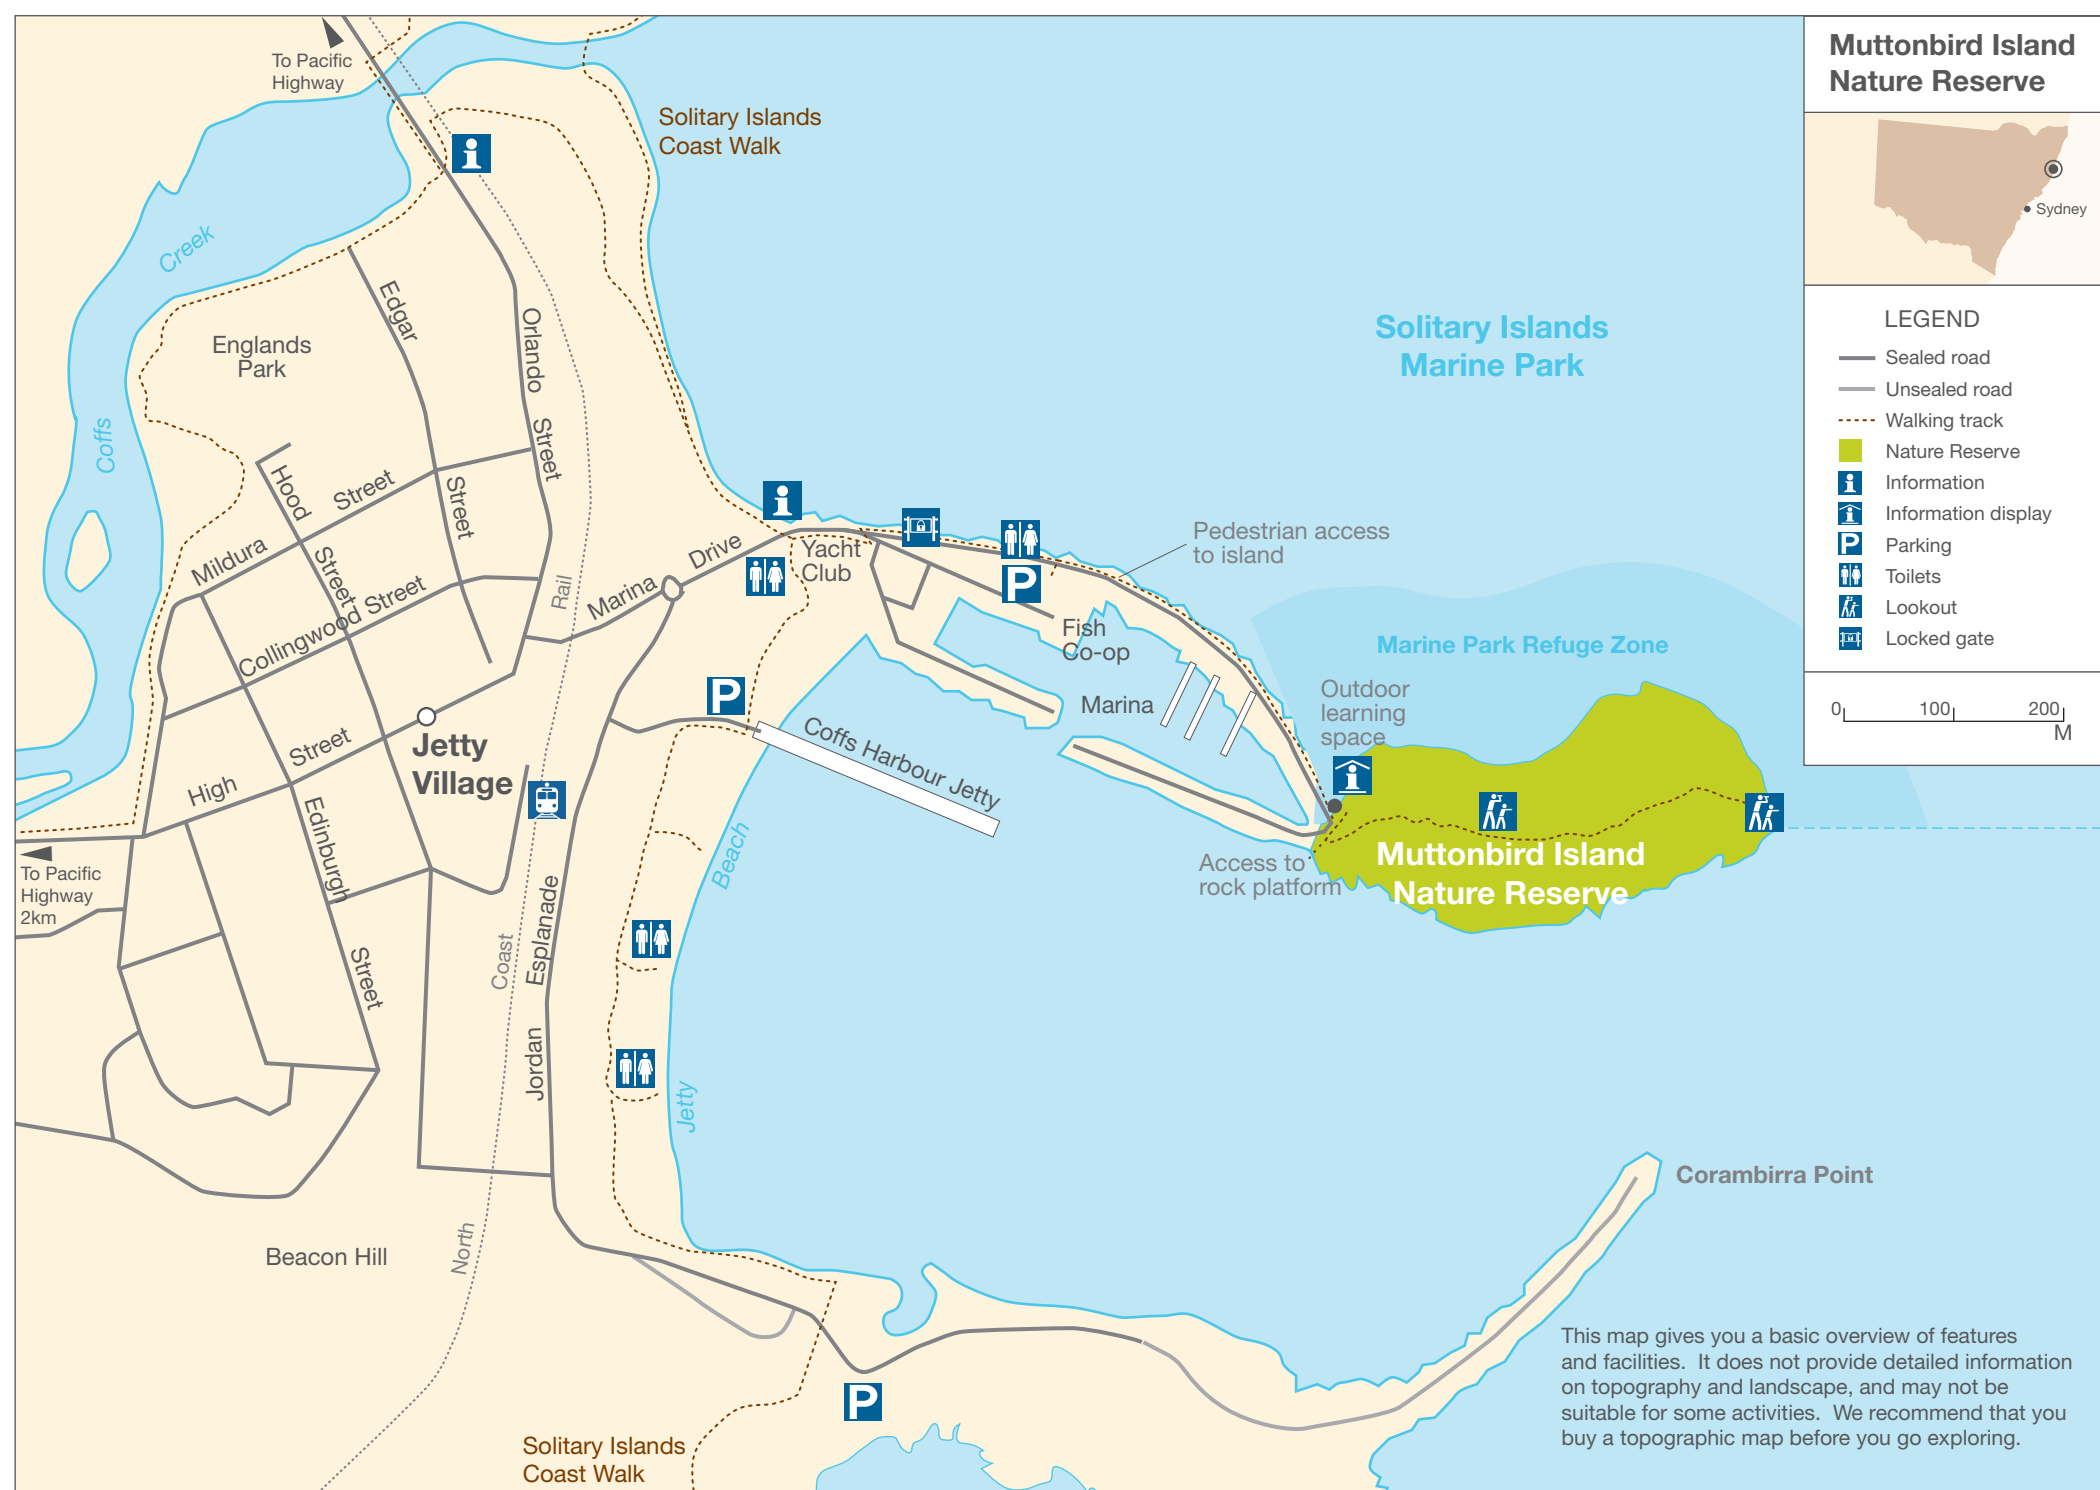 Muttonbird Island
Nature Reserve
Sydney
LEGEND
Sealed road
Unsealed road
Walking track
Nature Reserve
Information
Information display
P
Parking
Toilets
Lookout
Locked gate
0 100 200
M
To Pacific
Highway
Solitary Islands
Coast Walk
Creek
Coffs
Englands
Park
Edgar
Street
Orlando
Street
Hood
Street
Mildura
Street
Collingwood Street
High
Street
Jetty
Village
Edinburgh
Street
To Pacific
Highway
2km
Rail
Coast
North
Marina
Drive
Yacht
Club
P
P
Pedestrian access
to island
Fish
Co-op
Marina
Coffs Harbour Jetty
Solitary Islands
Marine Park
Marine Park Refuge Zone
Outdoor
learning
space
Access to
rock platform
Muttonbird Island
Nature Reserve
Beach
Jetty
Esplanade
Jordan
Beacon Hill
Corambirra Point
P
Solitary Islands
Coast Walk
This map gives you a basic overview of features
and facilities. It does not provide detailed information
on topography and landscape, and may not be
suitable for some activities. We recommend that you
buy a topographic map before you go exploring.